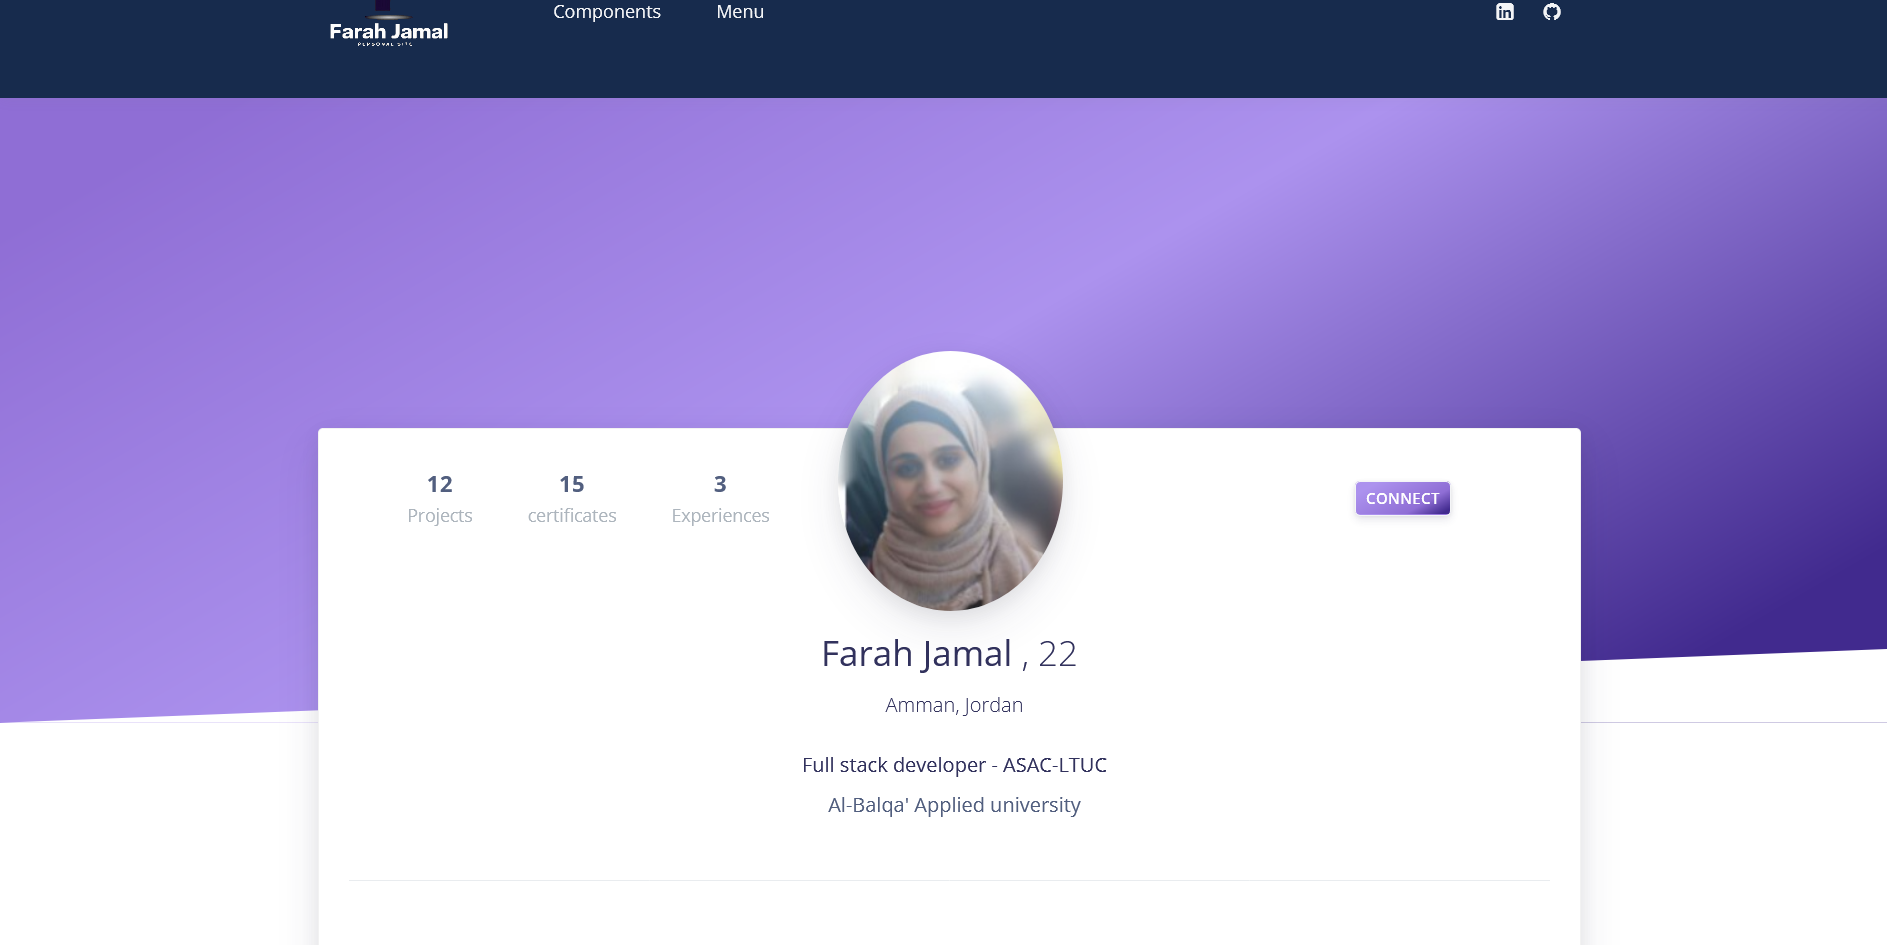 Farah Jamal
PERSONAL SITE
Components
Menu
12
Projects
15
certificates
3
Experiences
CONNECT
Farah Jamal , 22
Amman, Jordan
Full stack developer - ASAC-LTUC
Al-Balqa' Applied university